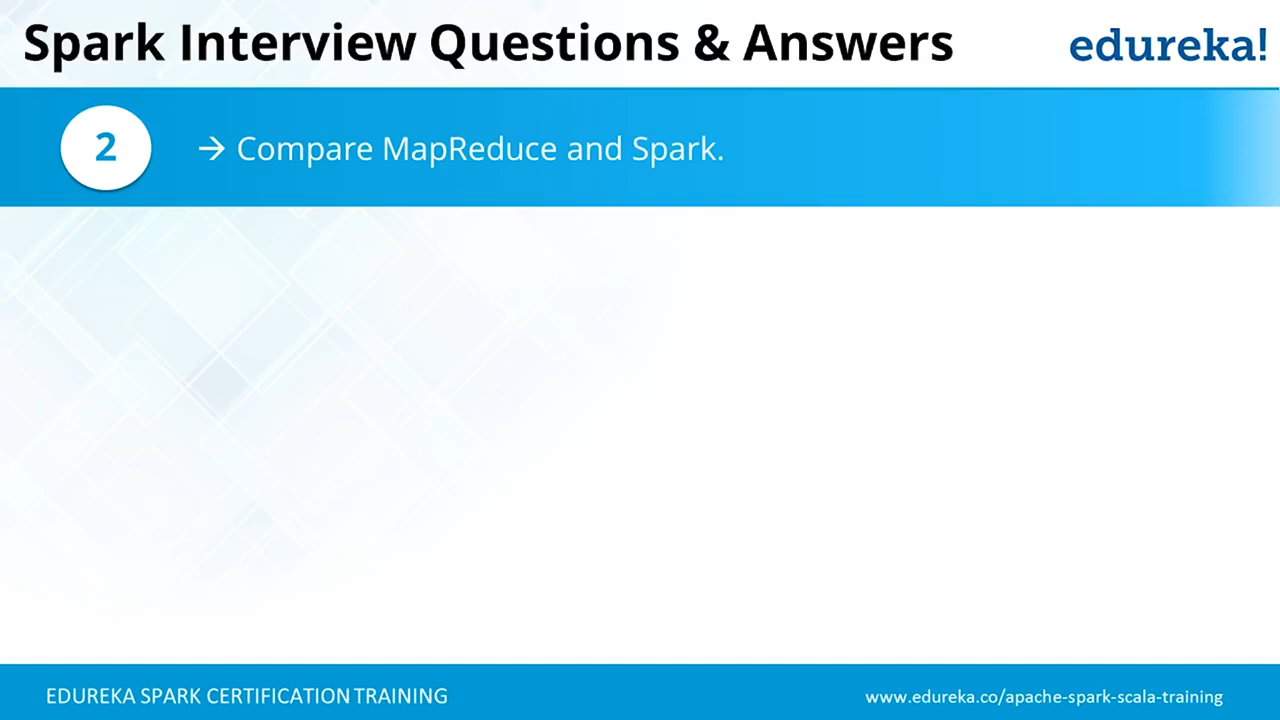 Spark Interview Questions & Answers
edureka!
2
→ Compare MapReduce and Spark.
EDUREKA SPARK CERTIFICATION TRAINING
www.edureka.co/apache-spark-scala-training